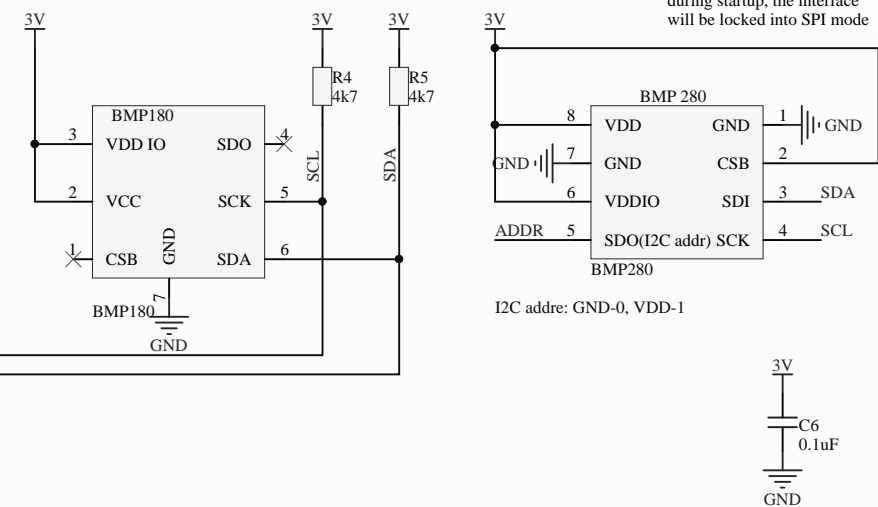 during startup, the interface
will be locked into SPI mode
3V
3V
3V
3V
R4
4k7
R5
4k7
BMP180
3
VDD IO
SDO
4
2
VCC
SCK
5
1
CSB
GND
SDA
6
7
BMP180
GND
SCL
SDA
BMP 280
8
VDD
GND
1
GND
GND
7
GND
CSB
2
6
VDDIO
SDI
3
SDA
ADDR
5
SDO(I2C addr)
SCK
4
SCL
BMP280
I2C addre: GND-0, VDD-1
3V
C6
0.1uF
GND